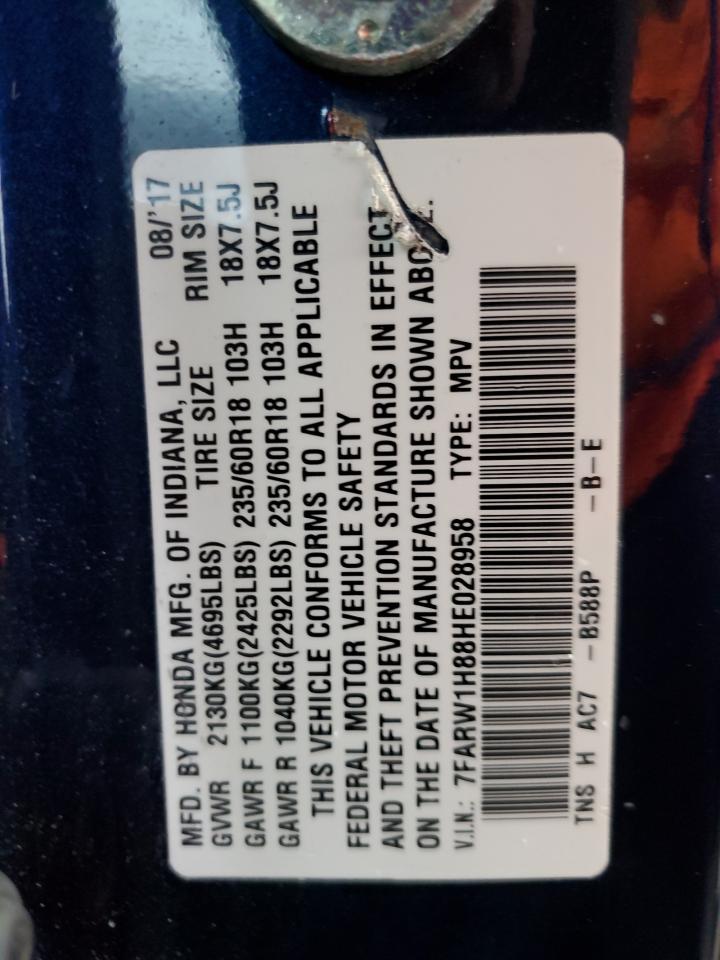 MFD. BY HONDA MFG. OF INDIANA, LLC 08/'17
GVWR 2130KG(4695LBS) TIRE SIZE RIM SIZE
GAWR F 1100KG(2425LBS) 235/60R18 103H 18X7.5J
GAWR R 1040KG(2292LBS) 235/60R18 103H 18X7.5J
THIS VEHICLE CONFORMS TO ALL APPLICABLE
FEDERAL MOTOR VEHICLE SAFETY
AND THEFT PREVENTION STANDARDS IN EFFECT
ON THE DATE OF MANUFACTURE SHOWN
V.I.N.: 7FARW1H88HE028958 TYPE: MPV
TNS H AC7 -B588P -B-E